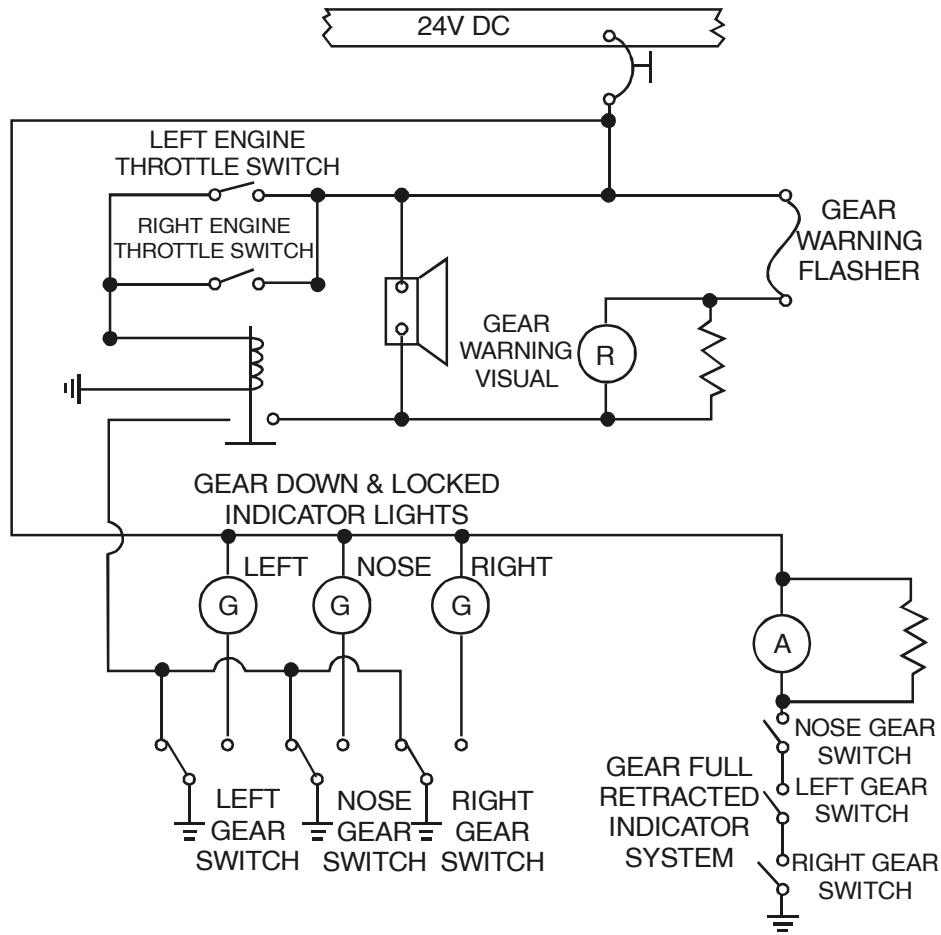 24V DC
LEFT ENGINE
THROTTLE SWITCH
RIGHT ENGINE
THROTTLE SWITCH
GEAR
WARNING
FLASHER
GEAR
WARNING
VISUAL
R
GEAR DOWN & LOCKED
INDICATOR LIGHTS
LEFT
NOSE
RIGHT
G
G
G
A
LEFT
GEAR
SWITCH
NOSE
GEAR
SWITCH
RIGHT
GEAR
SWITCH
GEAR FULL
RETRACTED
INDICATOR
SYSTEM
NOSE GEAR
SWITCH
LEFT GEAR
SWITCH
RIGHT GEAR
SWITCH